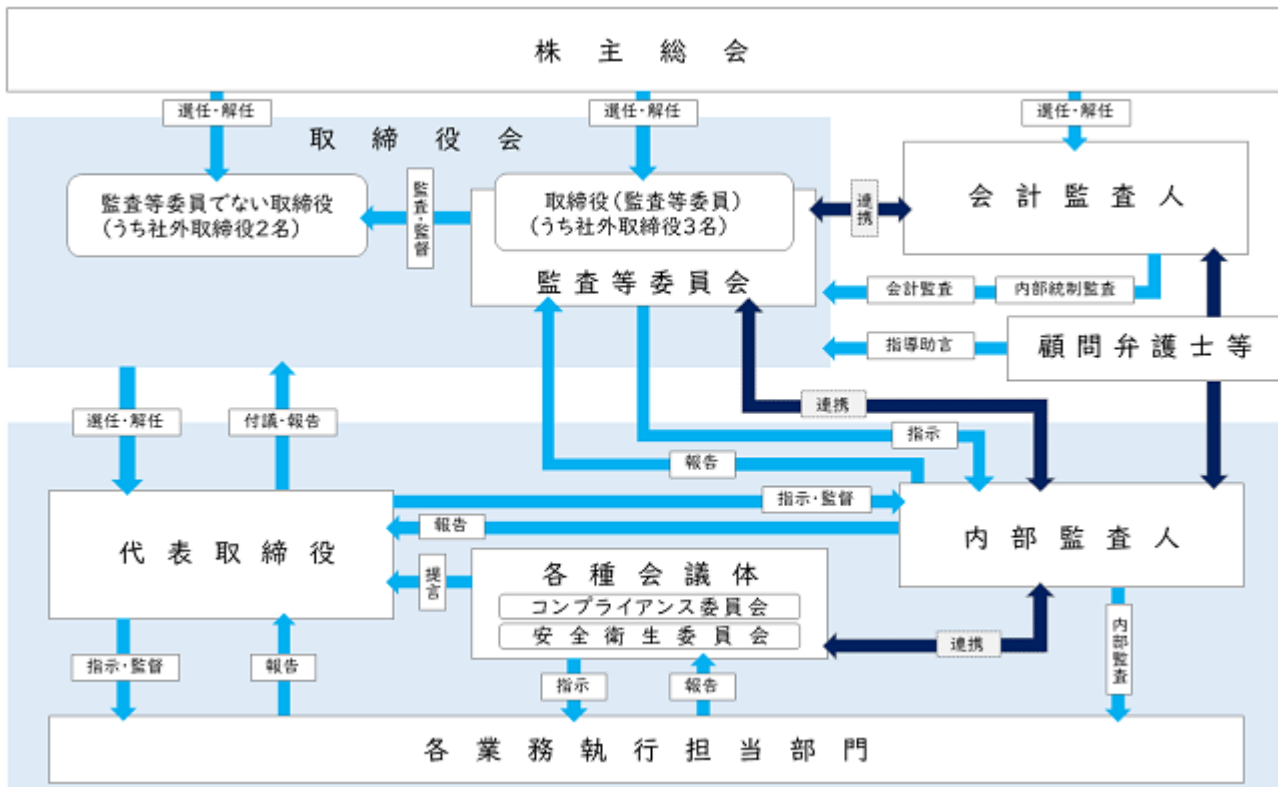 株主総会
選任・解任
選任・解任
選任・解任
取締役会
監査等委員でない取締役
(うち社外取締役2名)
監査・監督
取締役(監査等委員)
(うち社外取締役3名)
監査等委員会
連携
会計監査人
会計監査
内部統制監査
指導助言
顧問弁護士等
選任・解任
付議・報告
連携
指示
報告
代表取締役
指示・監督
報告
内部監査人
提言
各種会議体
コンプライアンス委員会
安全衛生委員会
連携
内部監査
指示・監督
報告
指示
報告
各業務執行担当部門